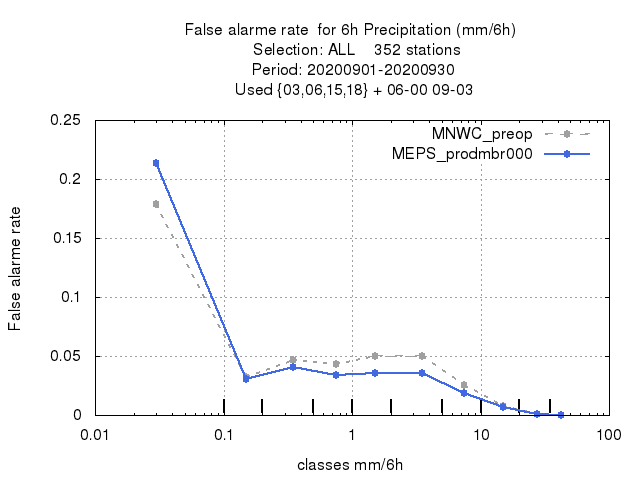 False alarme rate  for 6h Precipitation (mm/6h)
Selection: ALL    352 stations
Period: 20200901-20200930
Used {03,06,15,18} + 06-00 09-03
MNWC_preop
MEPS_prodmbr000
False alarme rate
0.25
0.2
0.15
0.1
0.05
0
0.01 0.1 1 10 100
classes mm/6h